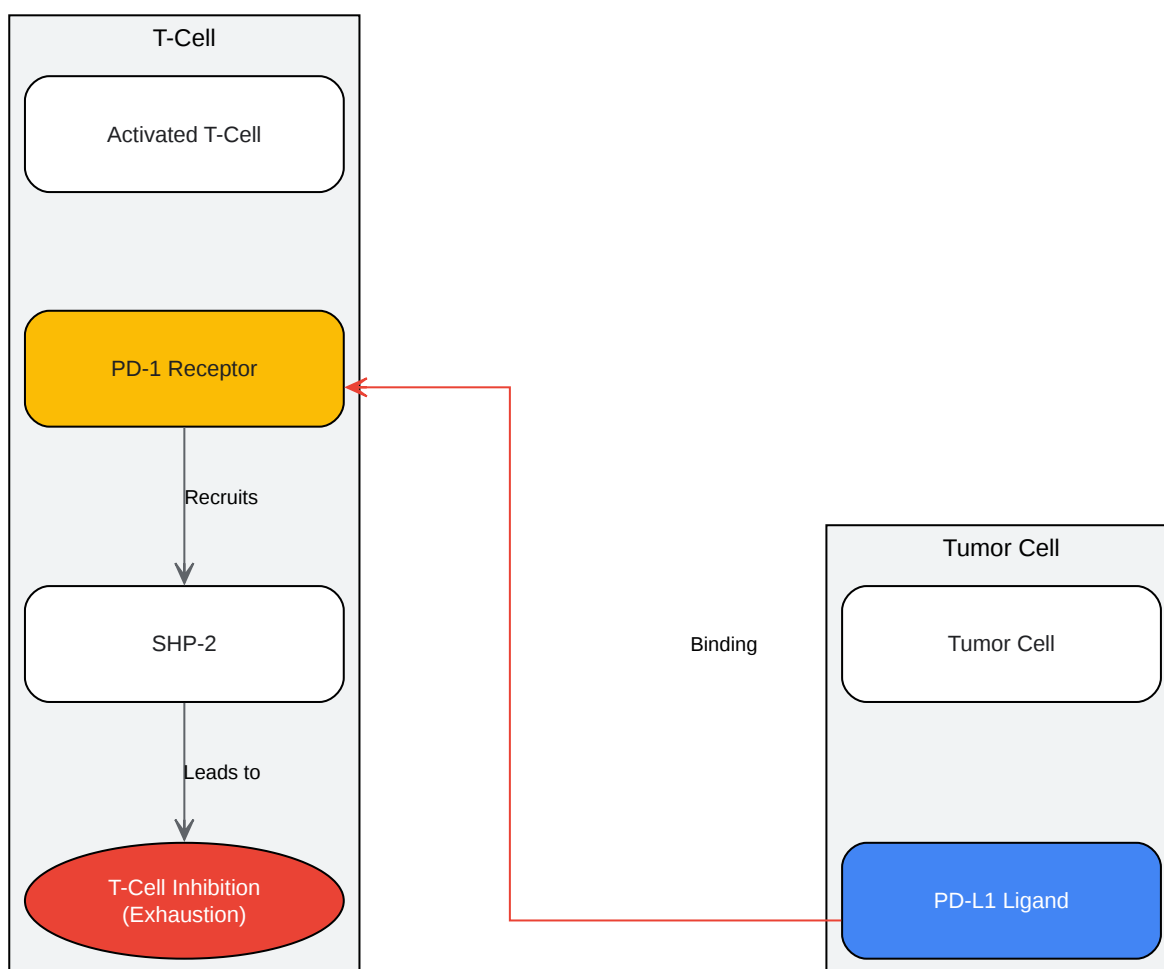 T-Cell
Activated T-Cell
PD-1 Receptor
Recruits
SHP-2
Leads to
T-Cell Inhibition
(Exhaustion)
Binding
Tumor Cell
Tumor Cell
PD-L1 Ligand